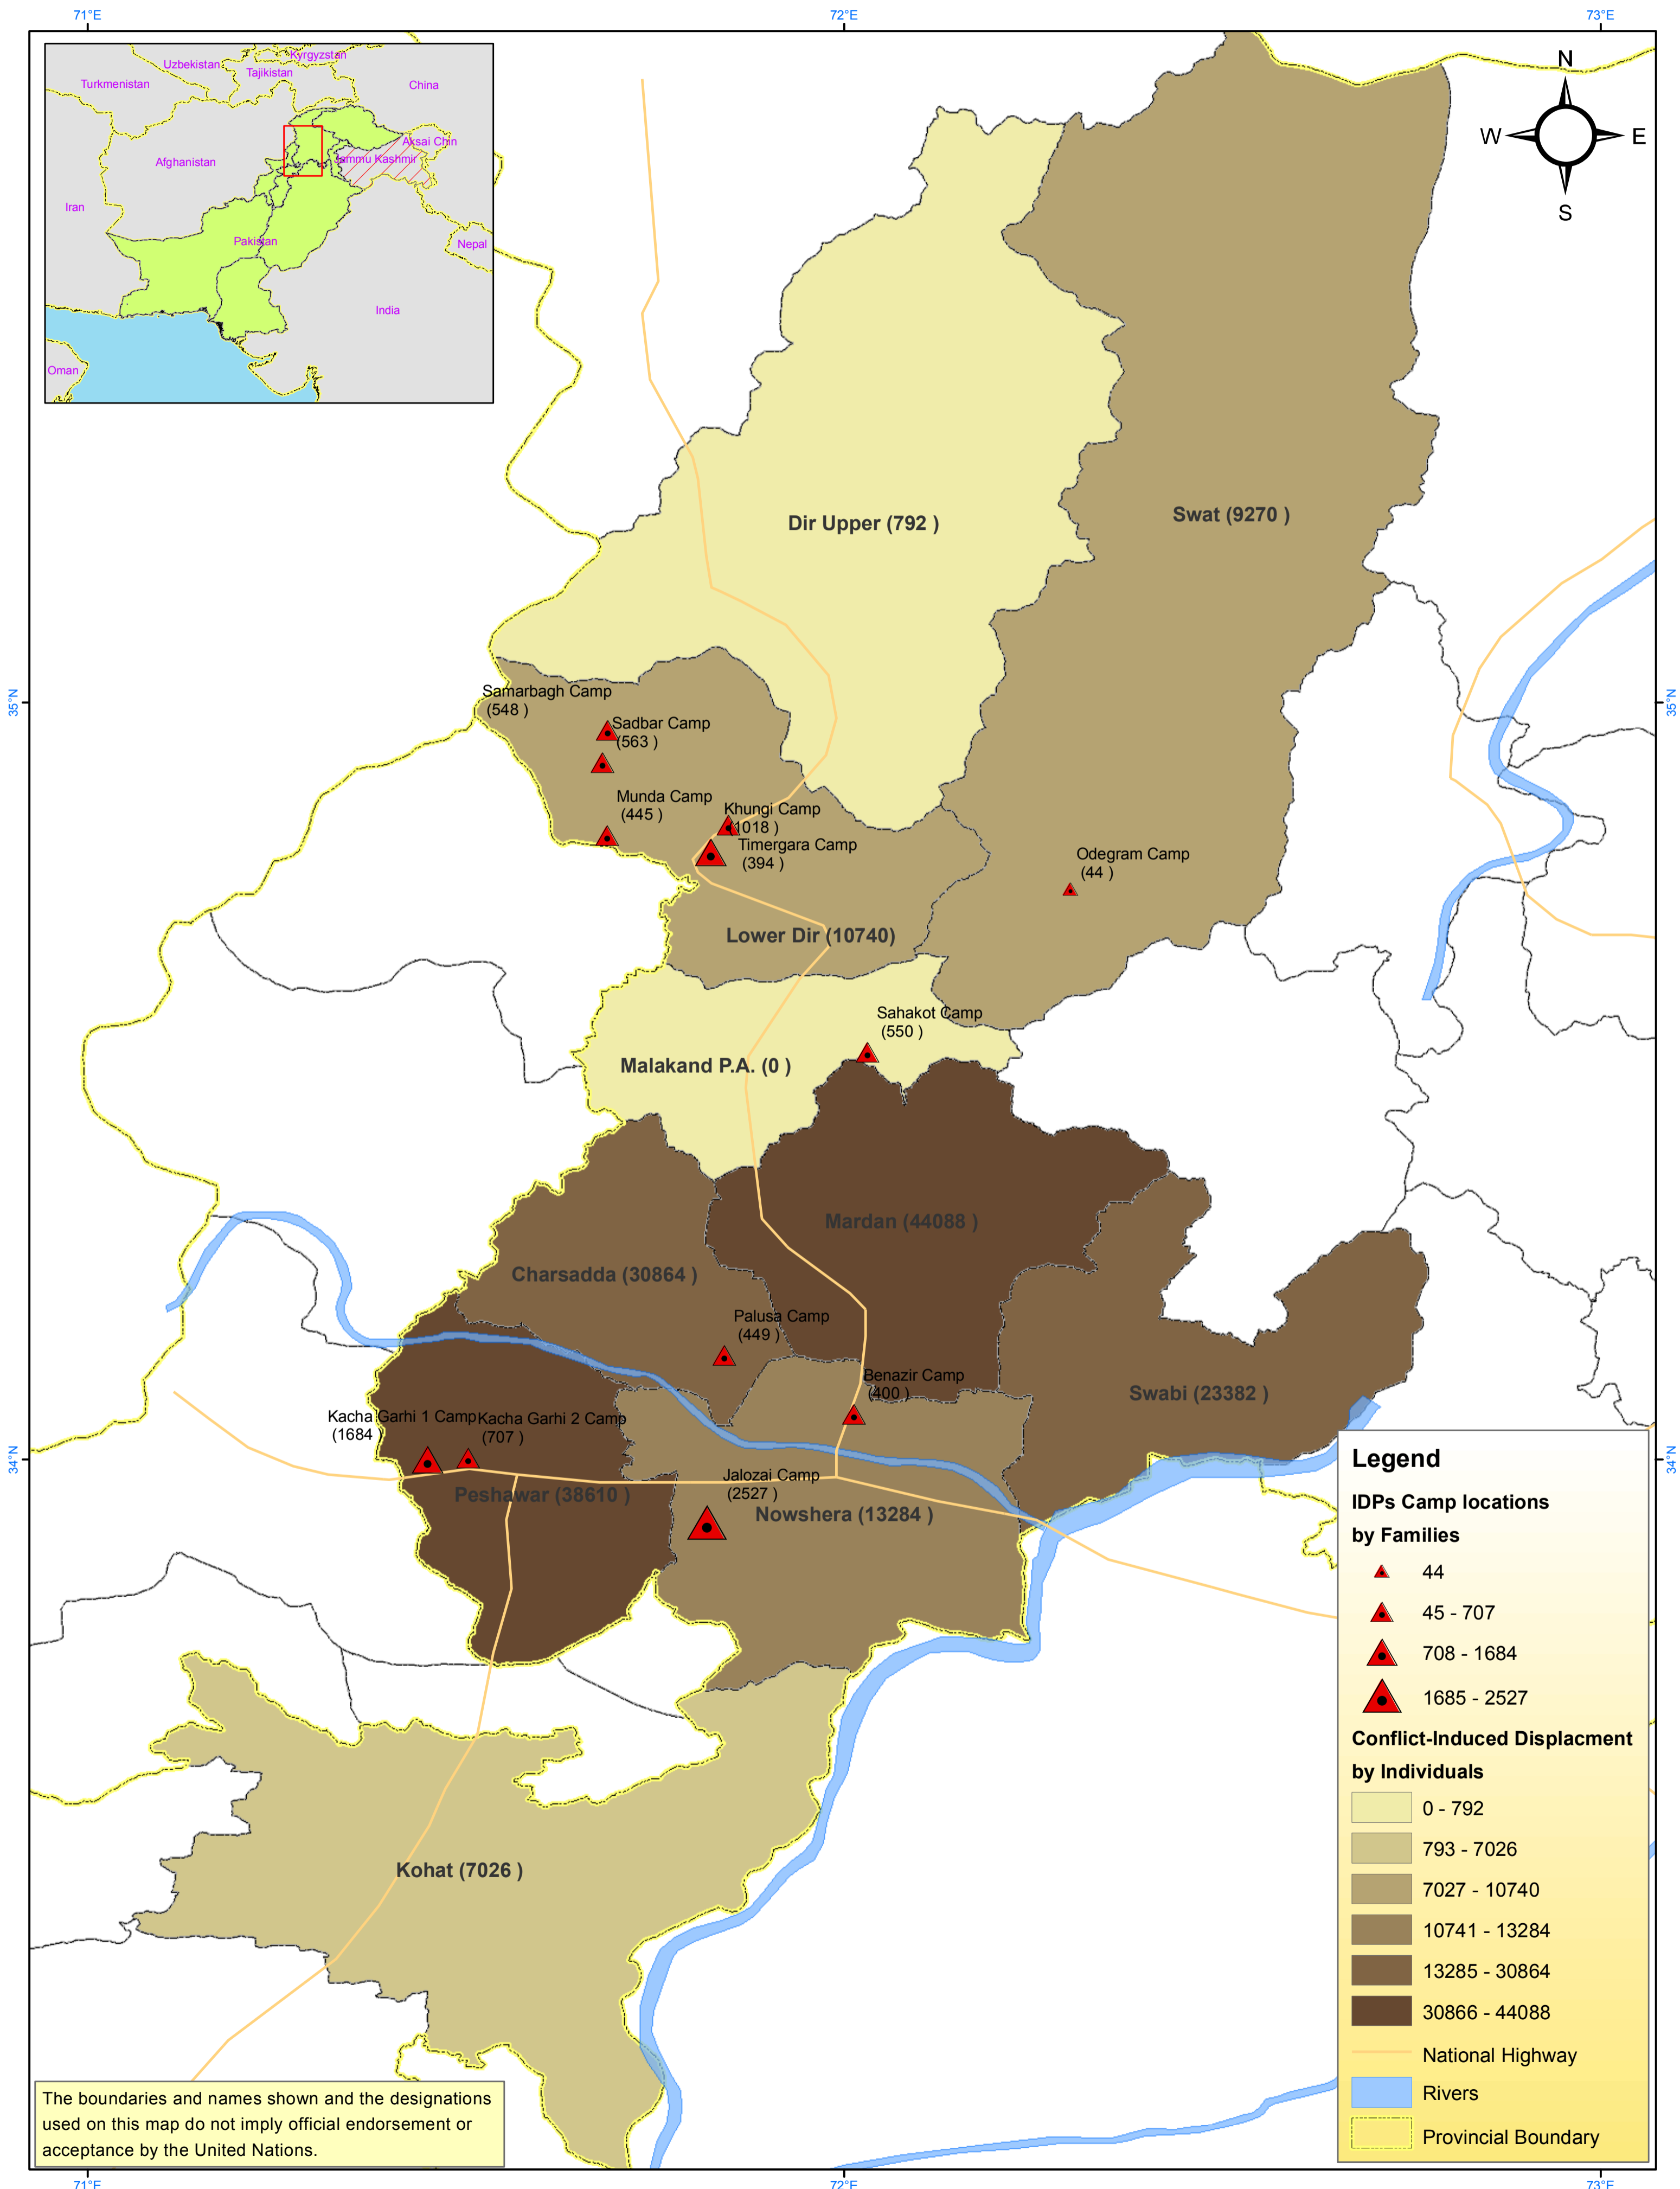 71°E
72°E
73°E
Uzbekistan
Kyrgyzstan
Tajikistan
Turkmenistan
China
Aksai Chin
Jammu Kashmir
Afghanistan
Iran
Pakistan
Nepal
India
Oman
N
W
E
S
Dir Upper (792 )
Swat (9270 )
35°N
35°N
Samarbagh Camp
(548 )
Sadbar Camp
(563 )
Munda Camp
(445 )
Khungi Camp
(1018 )
Timergara Camp
(394 )
Odegram Camp
(44 )
Lower Dir (10740)
Sahakot Camp
(550 )
Malakand P.A. (0 )
Mardan (44088 )
Charsadda (30864 )
Palusa Camp
(449 )
Benazir Camp
(400 )
Swabi (23382 )
Kacha Garhi 1 Camp
(1684 )
Kacha Garhi 2 Camp
(707 )
34°N
34°N
Jalozai Camp
(2527 )
Peshawar (38610 )
Nowshera (13284 )
Kohat (7026 )
Legend
IDPs Camp locations
by Families
44
45 - 707
708 - 1684
1685 - 2527
Conflict-Induced Displacment
by Individuals
0 - 792
793 - 7026
7027 - 10740
10741 - 13284
13285 - 30864
30866 - 44088
National Highway
Rivers
Provincial Boundary
The boundaries and names shown and the designations
used on this map do not imply official endorsement or
acceptance by the United Nations.
71°E
72°E
73°E